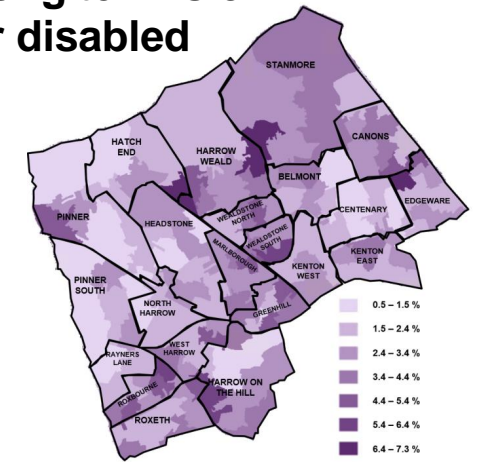 r disabled
STANMORE
CANONS
HATCH
END
HARROW
WEALD
BELMONT
EDGEWARE
CENTENARY
PINNER
HEADSTONE
WEALDSTONE
NORTH
WEALDSTONE
SOUTH
MARLBOROUGH
KENTON
EAST
KENTON
WEST
PINNER
SOUTH
NORTH
HARROW
GREENHILL
WEST
HARROW
RAYNERS
LANE
ROXBOURNE
HARROW ON
THE HILL
ROXETH
0.5 – 1.5 %
1.5 – 2.4 %
2.4 – 3.4 %
3.4 – 4.4 %
4.4 – 5.4 %
5.4 – 6.4 %
6.4 – 7.3 %